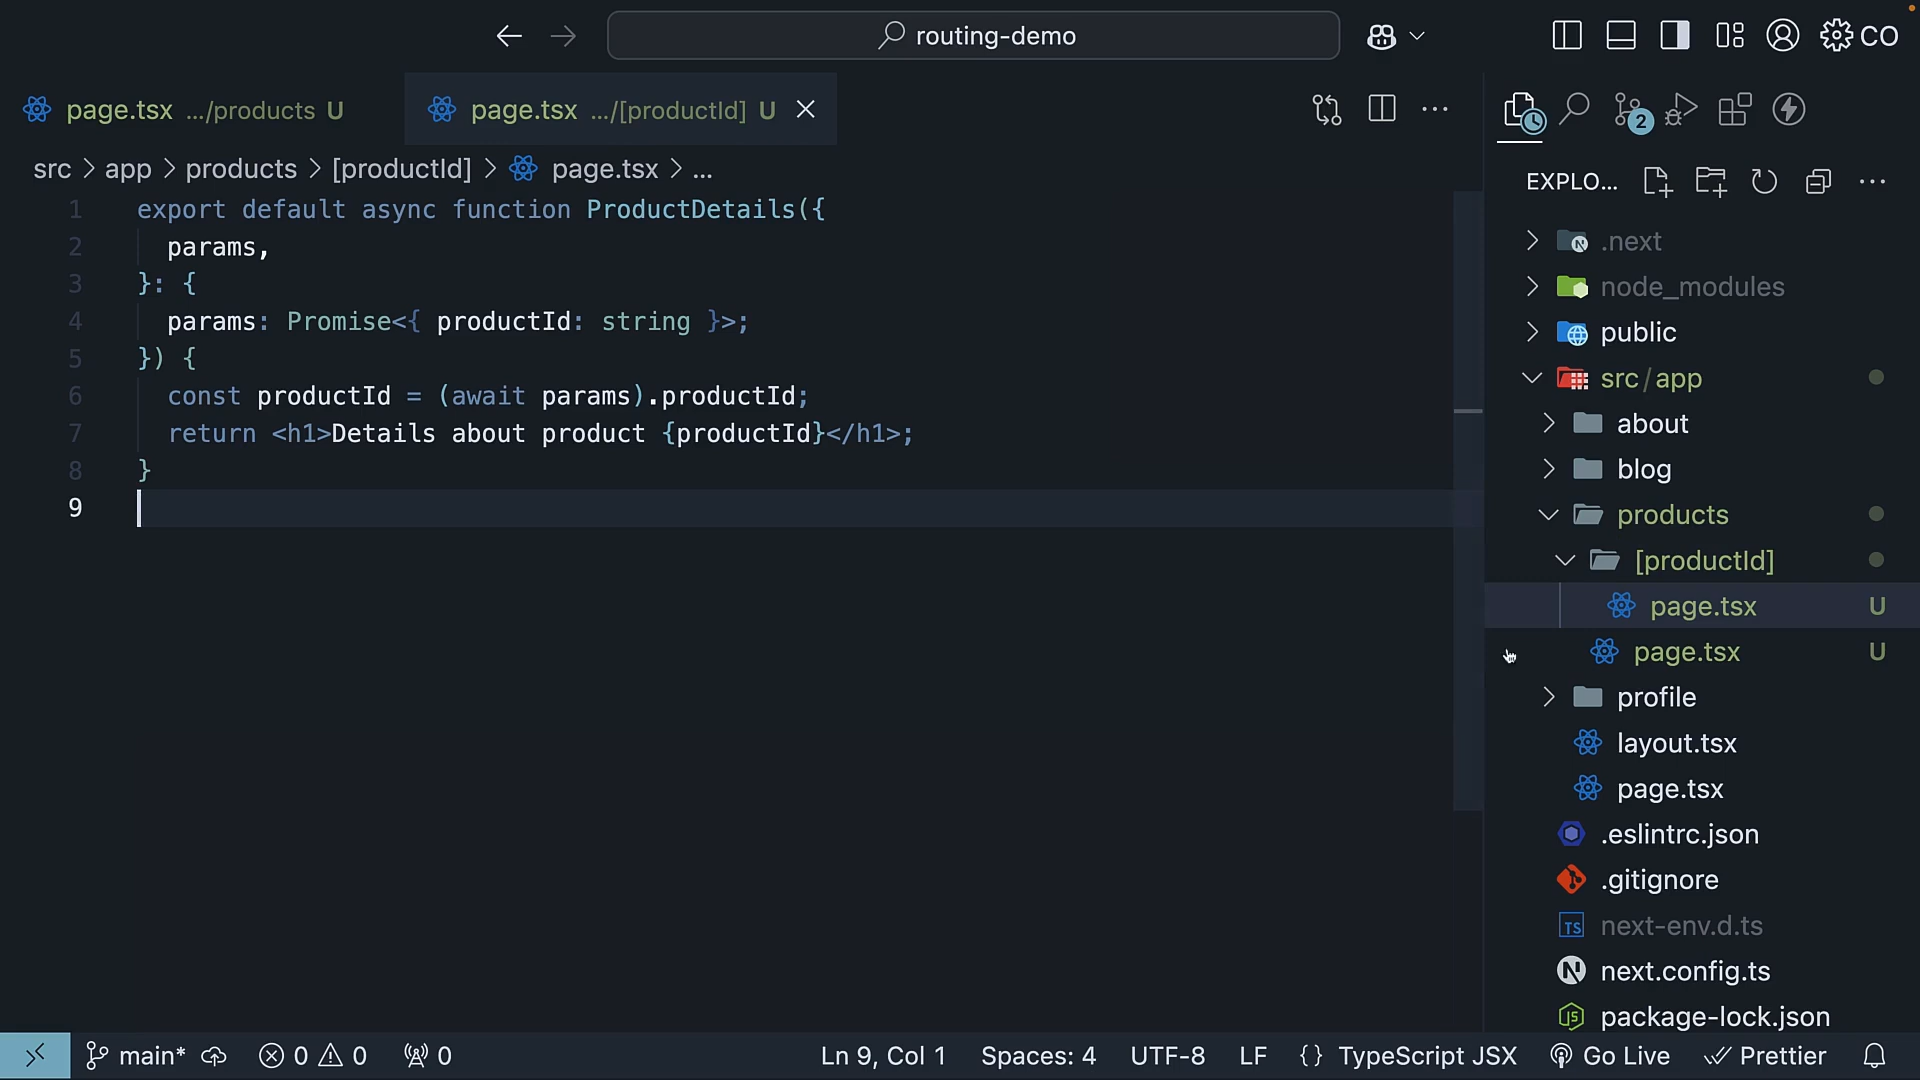 routing-demo
CO
page.tsx .../products U
page.tsx .../[productId] U
2
src > app > products > [productId] > page.tsx > ...
EXPLO...
1 export default async function ProductDetails({
2 params,
3 }: {
4 params: Promise<{ productId: string }>;
5 }) {
6 const productId = (await params).productId;
7 return <h1>Details about product {productId}</h1>;
8 }
9
.next
node_modules
public
src/app
about
blog
products
[productId]
page.tsx U
page.tsx U
profile
layout.tsx
page.tsx
.eslintrc.json
.gitignore
TS next-env.d.ts
next.config.ts
package-lock.json
main* 0 0 0 Ln 9, Col 1 Spaces: 4 UTF-8 LF {} TypeScript JSX Go Live Prettier